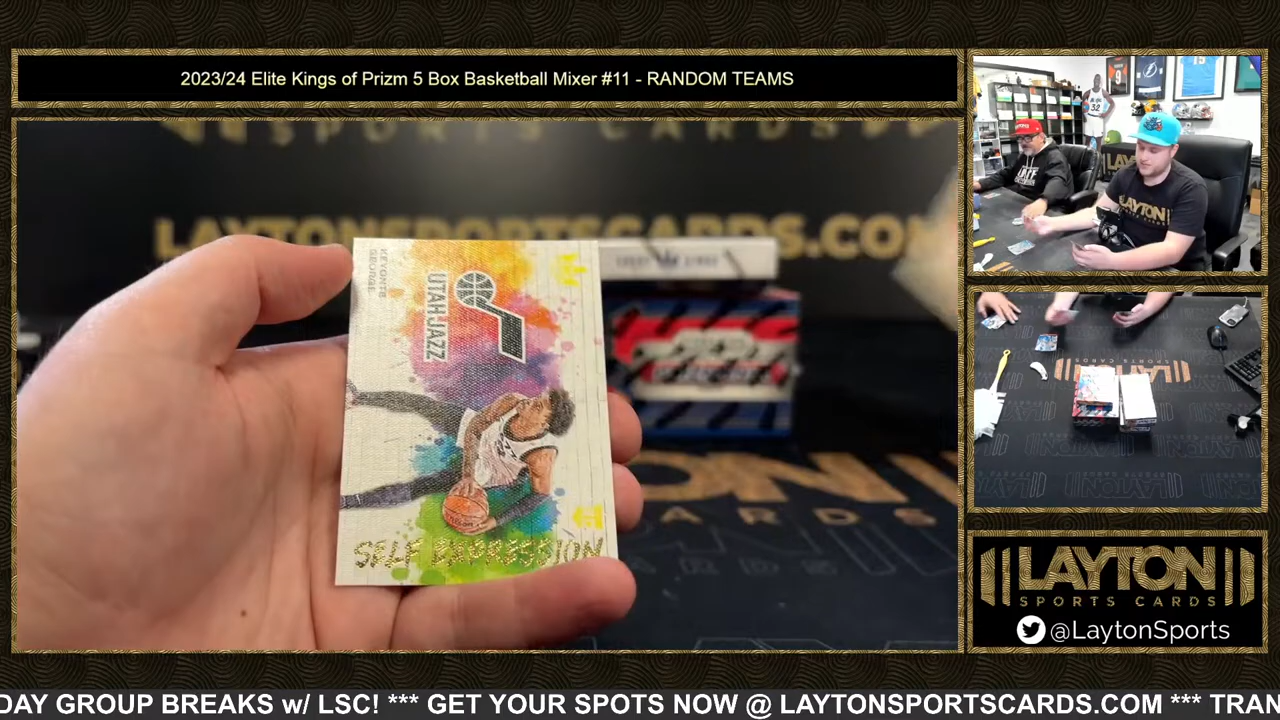 2023/24 Elite Kings of Prizm 5 Box Basketball Mixer #11 - RANDOM TEAMS
LAYTONSPORTSCARDS.COM
KEYONTE
GEORGE
UTAH JAZZ
SELF EXPRESSION
LAYTON
SPORTS CARDS
@LaytonSports
DAY GROUP BREAKS w/ LSC! *** GET YOUR SPOTS NOW @ LAYTONSPORTSCARDS.COM *** TRAN